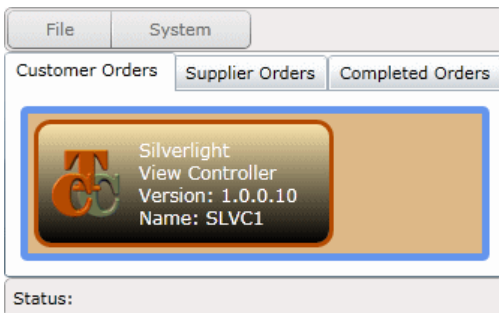 File System
Customer Orders Supplier Orders Completed Orders
Silverlight
View Controller
Version: 1.0.0.10
Name: SLVC1
Status: